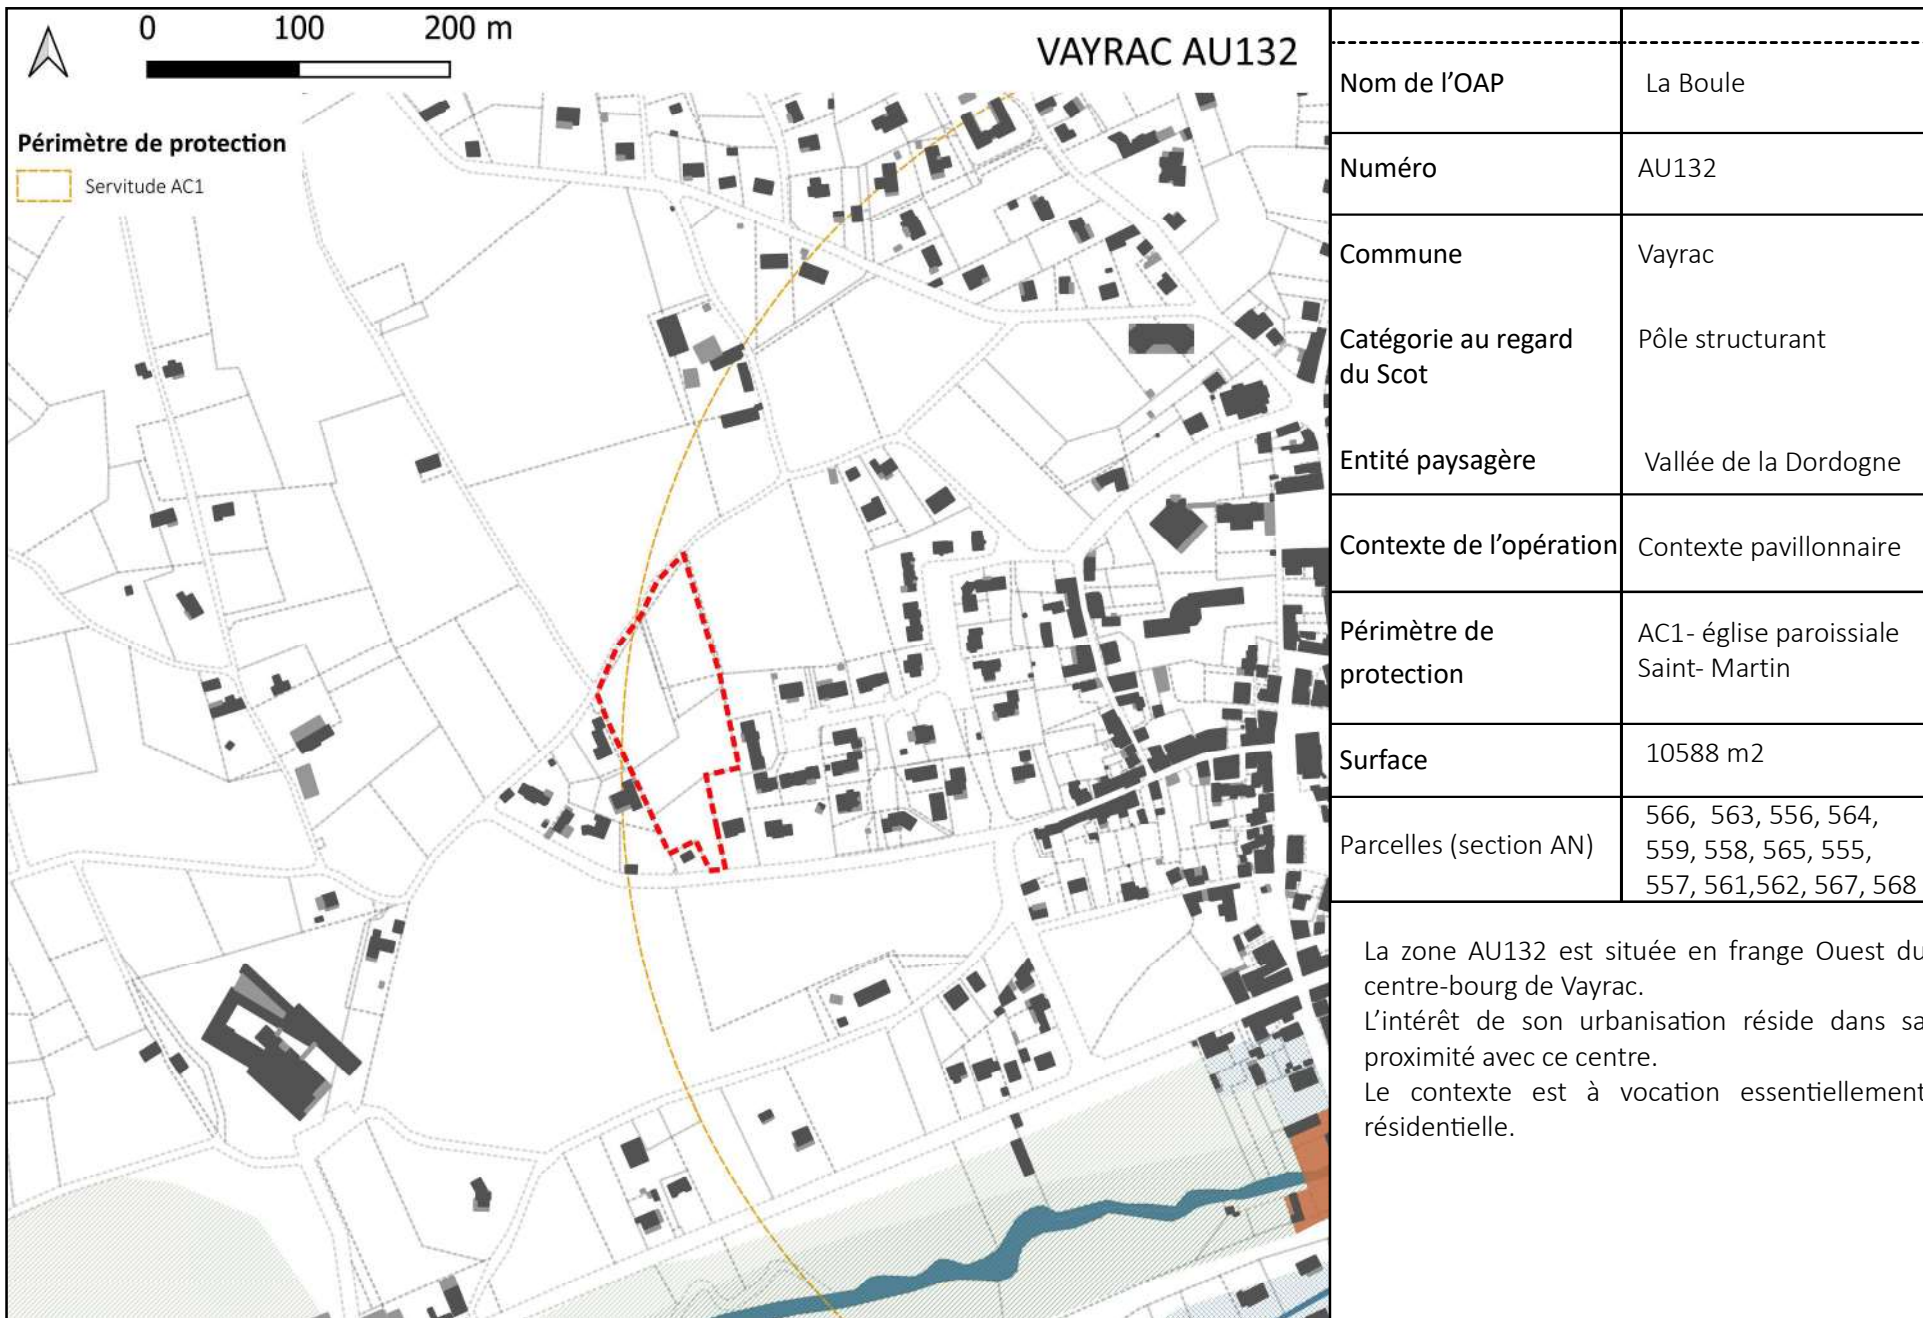 0 100 200 m
VAYRAC AU132
Périmètre de protection
Servitude AC1
Nom de l'OAP
La Boule
Numéro
AU132
Commune
Vayrac
Catégorie au regard
du Scot
Pôle structurant
Entité paysagère
Vallée de la Dordogne
Contexte de l'opération
Contexte pavillonnaire
Périmètre de
protection
AC1- église paroissiale
Saint- Martin
Surface
10588 m2
Parcelles (section AN)
566, 563, 556, 564,
559, 558, 565, 555,
557, 561,562, 567, 568
La zone AU132 est située en frange Ouest du
centre-bourg de Vayrac.
L'intérêt de son urbanisation réside dans sa
proximité avec ce centre.
Le contexte est à vocation essentiellement
résidentielle.